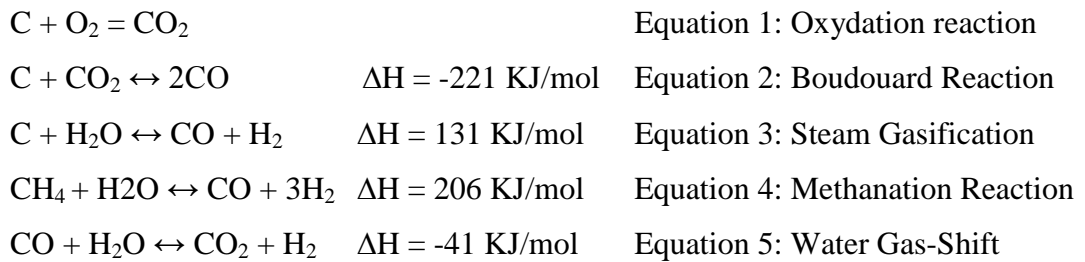 C + O₂ = CO₂ Equation 1: Oxydation reaction
C + CO₂ ↔ 2CO ΔH = -221 KJ/mol Equation 2: Boudouard Reaction
C + H₂O ↔ CO + H₂ ΔH = 131 KJ/mol Equation 3: Steam Gasification
CH₄ + H2O ↔ CO + 3H₂ ΔH = 206 KJ/mol Equation 4: Methanation Reaction
CO + H₂O ↔ CO₂ + H₂ ΔH = -41 KJ/mol Equation 5: Water Gas-Shift